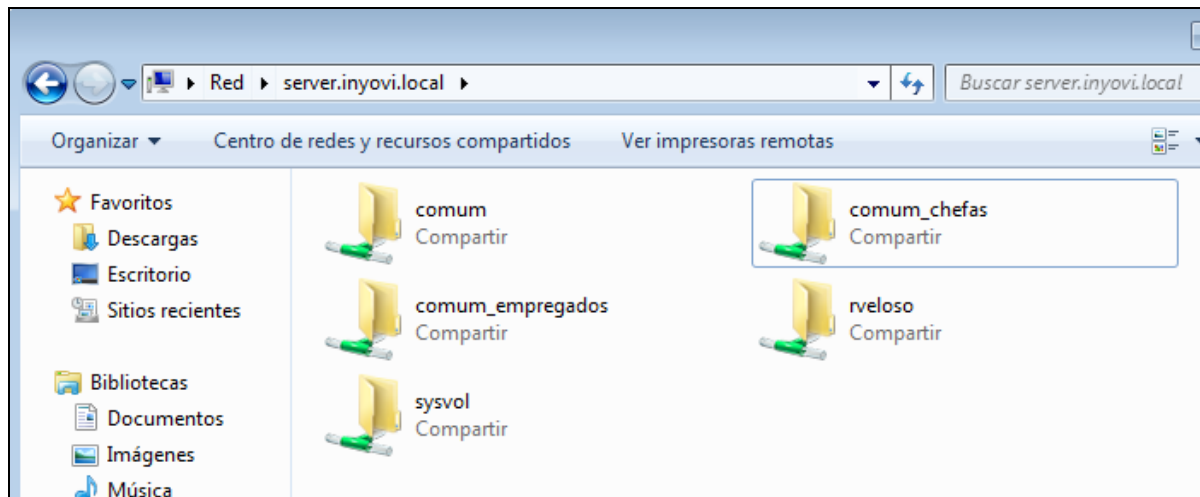 Red server.inyovi.local Buscar server.inyovi.local
Organizar Centro de redes y recursos compartidos Ver impresoras remotas
Favoritos
Descargas
Escritorio
Sitios recientes
Bibliotecas
Documentos
Imágenes
Música
comum
Compartir
comum_chefas
Compartir
comum_empregados
Compartir
rveloso
Compartir
sysvol
Compartir